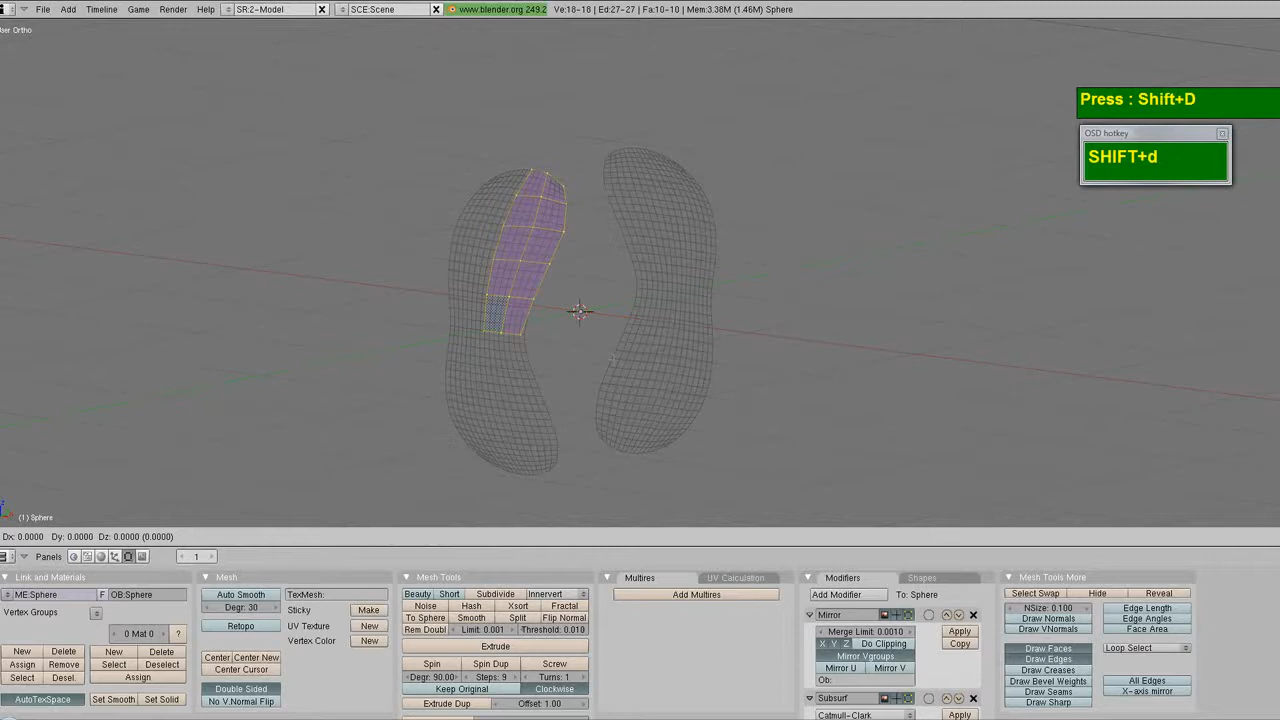 File Add Timeline Game Render Help SR:2-Model SCE:Scene www.blender.org 249.2 Ve:18-18 | Ed:27-27 | Fa:10-10 | Mem:3.38M (1.46M) Sphere
User Ortho
Press : Shift+D
OSD hotkey
SHIFT+d
(1) Sphere
Dx: 0.0000 Dy: 0.0000 Dz: 0.0000 (0.0000)
Panels 1
Link and Materials Mesh Mesh Tools Multires UV Calculation Modifiers Shapes Mesh Tools More
ME:Sphere F OB:Sphere Auto Smooth TexMesh: Beauty Short Subdivide Innervert Add Multires Add Modifier To: Sphere Select Swap Hide Reveal
Vertex Groups Degr: 30 Sticky Make Noise Hash Xsort Fractal Mirror NSize: 0.100 Edge Length
Retopo UV Texture New To Sphere Smooth Split Flip Normal Merge Limit: 0.0010 Apply Draw Normals Edge Angles
0 Mat 0 ? Vertex Color New Rem Doubl Limit: 0.001 Threshold: 0.010 X Y Z Do Clipping Copy Draw VNormals Face Area
New Delete New Delete Center Center New Extrude Mirror Vgroups Draw Faces Loop Select
Assign Remove Select Deselect Center Cursor Spin Spin Dup Screw Mirror U Mirror V Draw Edges
Select Desel. Assign Degr: 90.00 Steps: 9 Turns: 1 Ob: Draw Creases
Double Sided Keep Original Clockwise Draw Bevel Weights All Edges
AutoTexSpace Set Smooth Set Solid No V.Normal Flip Extrude Dup Offset: 1.00 Subsurf Draw Seams X-axis mirror
Catmull-Clark Apply Draw Sharp